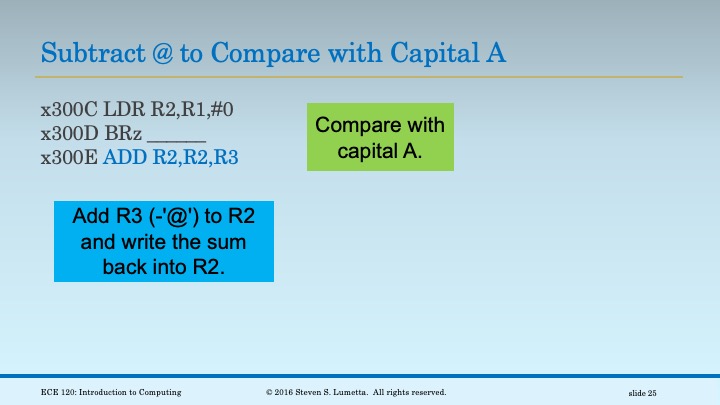 Subtract @ to Compare with Capital A
x300C LDR R2,R1,#0
x300D BRz ______
x300E ADD R2,R2,R3
Compare with
capital A.
Add R3 (-'@') to R2
and write the sum
back into R2.
ECE 120: Introduction to Computing
© 2016 Steven S. Lumetta. All rights reserved.
slide 25